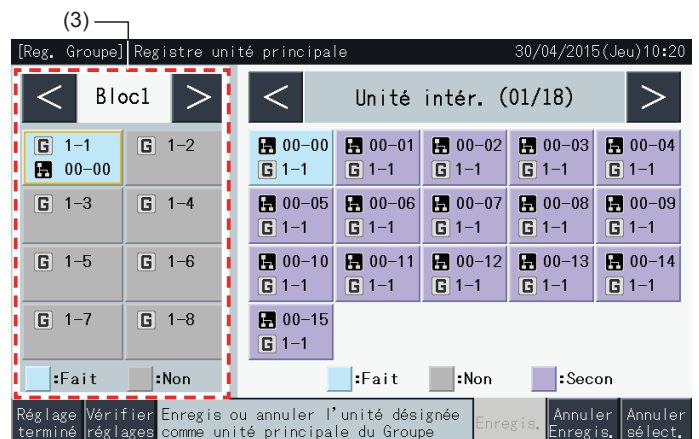 (3)
[Reg. Groupe] Registre unité principale 30/04/2015(Jeu)10:20
< Bloc1 >
< Unité intér. (01/18) >
G 1-1 G 1-2
00-00
G 1-3 G 1-4
G 1-5 G 1-6
G 1-7 G 1-8
:Fait :Non
00-00 00-01 00-02 00-03 00-04
G 1-1 G 1-1 G 1-1 G 1-1 G 1-1
00-05 00-06 00-07 00-08 00-09
G 1-1 G 1-1 G 1-1 G 1-1 G 1-1
00-10 00-11 00-12 00-13 00-14
G 1-1 G 1-1 G 1-1 G 1-1 G 1-1
00-15
G 1-1
:Fait :Non :Secon
Réglage terminé
Vérifier réglages
Enregis ou annuler l'unité désignée
comme unité principale du Groupe
Enregis.
Annuler Enregis.
Annuler sélect.